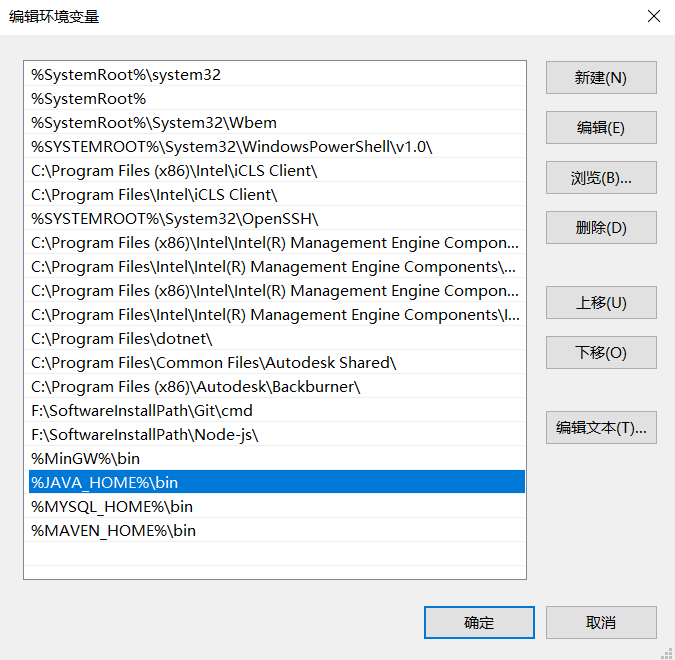 编辑环境变量
%SystemRoot%\system32
%SystemRoot%
%SystemRoot%\System32\Wbem
%SYSTEMROOT%\System32\WindowsPowerShell\v1.0\
C:\Program Files (x86)\Intel\iCLS Client\
C:\Program Files\Intel\iCLS Client\
%SYSTEMROOT%\System32\OpenSSH\
C:\Program Files (x86)\Intel\Intel(R) Management Engine Compon...
C:\Program Files\Intel\Intel(R) Management Engine Components\...
C:\Program Files (x86)\Intel\Intel(R) Management Engine Compon...
C:\Program Files\Intel\Intel(R) Management Engine Components\I...
C:\Program Files\dotnet\
C:\Program Files\Common Files\Autodesk Shared\
C:\Program Files (x86)\Autodesk\Backburner\
F:\SoftwareInstallPath\Git\cmd
F:\SoftwareInstallPath\Node-js\
%MinGW%\bin
%JAVA_HOME%\bin
%MYSQL_HOME%\bin
%MAVEN_HOME%\bin
新建(N)
编辑(E)
浏览(B)...
删除(D)
上移(U)
下移(O)
编辑文本(T)...
确定
取消